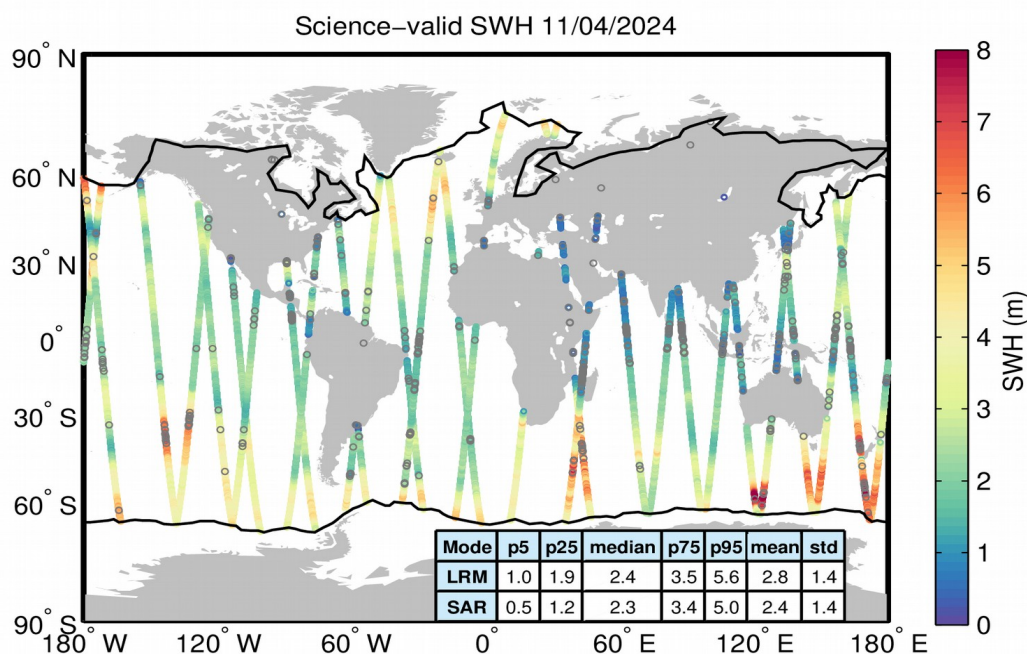 Science−valid SWH 11/04/2024
90° N
60° N
30° N
0°
30° S
60° S
90° S
180° W
120° W
60° W
0°
60° E
120° E
180° E
8
7
6
5
4
3
2
1
0
SWH (m)
Mode p5 p25 median p75 p95 mean std
LRM 1.0 1.9 2.4 3.5 5.6 2.8 1.4
SAR 0.5 1.2 2.3 3.4 5.0 2.4 1.4